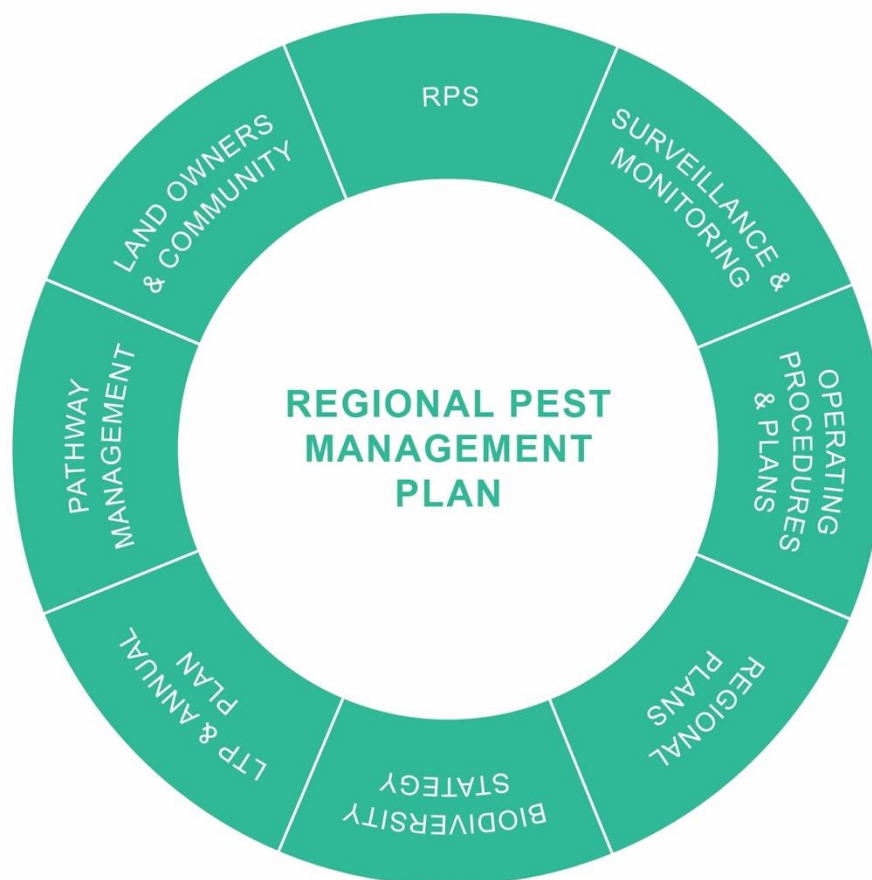 RPS
SURVEILLANCE &
MONITORING
OPERATING
PROCEDURES
& PLANS
REGIONAL
PLANS
BIODIVERSITY
STATEGY
LTP & ANNUAL
PLAN
PATHWAY
MANAGEMENT
LAND OWNERS
& COMMUNITY
REGIONAL PEST
MANAGEMENT
PLAN